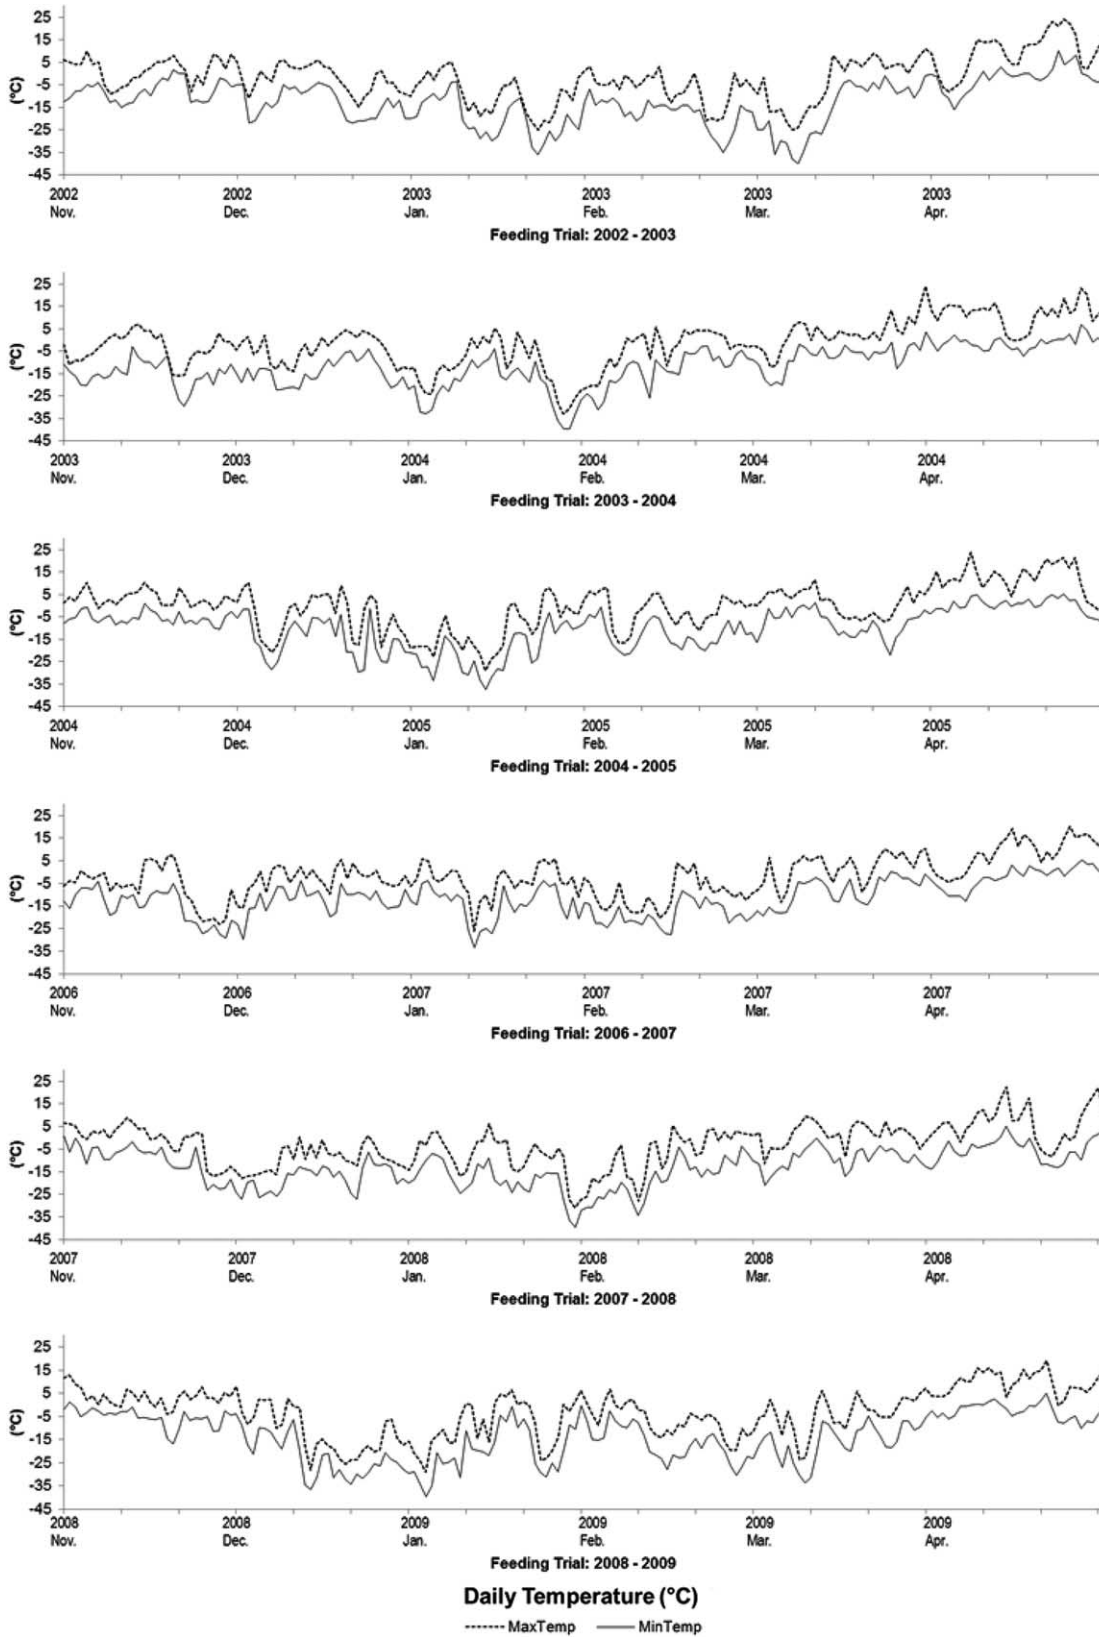 25
15
5
-5
-15
-25
-35
-45
(°C)
2002 2002 2003 2003 2003 2003
Nov. Dec. Jan. Feb. Mar. Apr.
Feeding Trial: 2002 - 2003
25
15
5
-5
-15
-25
-35
-45
(°C)
2003 2003 2004 2004 2004 2004
Nov. Dec. Jan. Feb. Mar. Apr.
Feeding Trial: 2003 - 2004
25
15
5
-5
-15
-25
-35
-45
(°C)
2004 2004 2005 2005 2005 2005
Nov. Dec. Jan. Feb. Mar. Apr.
Feeding Trial: 2004 - 2005
25
15
5
-5
-15
-25
-35
-45
(°C)
2006 2006 2007 2007 2007 2007
Nov. Dec. Jan. Feb. Mar. Apr.
Feeding Trial: 2006 - 2007
25
15
5
-5
-15
-25
-35
-45
(°C)
2007 2007 2008 2008 2008 2008
Nov. Dec. Jan. Feb. Mar. Apr.
Feeding Trial: 2007 - 2008
25
15
5
-5
-15
-25
-35
-45
(°C)
2008 2008 2009 2009 2009 2009
Nov. Dec. Jan. Feb. Mar. Apr.
Feeding Trial: 2008 - 2009
Daily Temperature (°C)
MaxTemp MinTemp